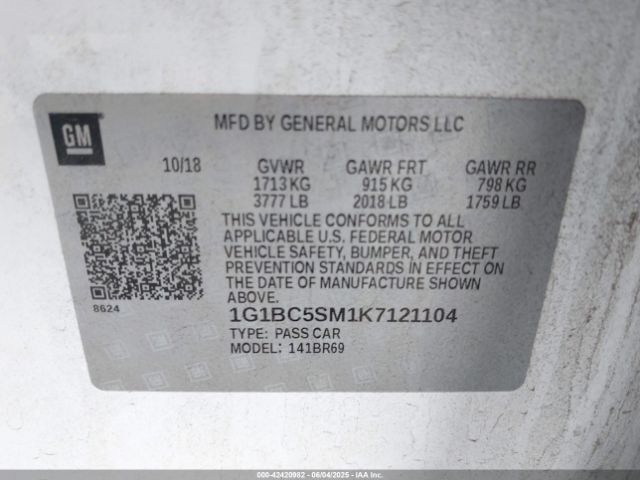 GM
MFD BY GENERAL MOTORS LLC
10/18 GVWR GAWR FRT GAWR RR
1713 KG 915 KG 798 KG
3777 LB 2018 LB 1759 LB
THIS VEHICLE CONFORMS TO ALL
APPLICABLE U.S. FEDERAL MOTOR
VEHICLE SAFETY, BUMPER, AND THEFT
PREVENTION STANDARDS IN EFFECT ON THE
DATE OF MANUFACTURE SHOWN
ABOVE.
8624
1G1BC5SM1K7121104
TYPE: PASS CAR
MODEL: 141BR69
000-42420982 - 06/04/2025 - IAA Inc.